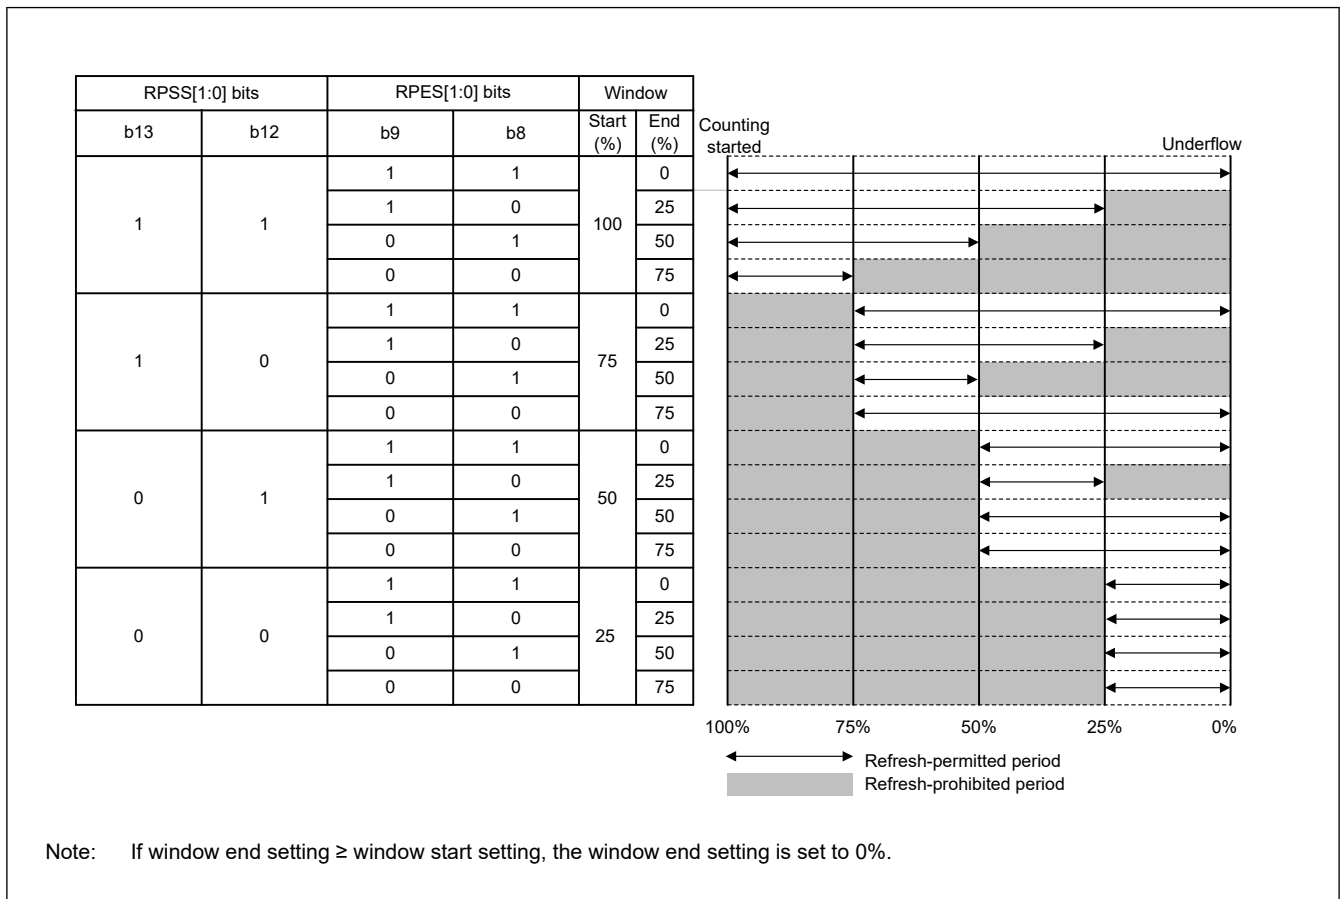 RPSS[1:0] bits RPES[1:0] bits Window
b13 b12 b9 b8 Start (%) End (%) Counting started Underflow
1 1 0
1 0 25
1 1 100
0 1 50
0 0 75
1 1 0
1 0 25
1 0 75
0 1 50
0 0 75
1 1 0
1 0 25
0 1 50
0 1 50
0 0 75
1 1 0
1 0 25
0 0 25
0 1 50
0 0 75
100% 75% 50% 25% 0%
Refresh-permitted period
Refresh-prohibited period
Note: If window end setting ≥ window start setting, the window end setting is set to 0%.